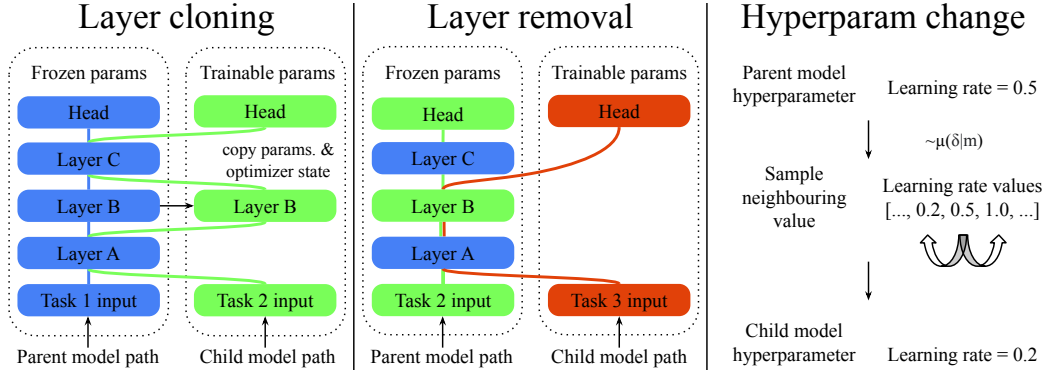 Layer cloning
Frozen params
Trainable params
Head
Head
Layer C
copy params. &
optimizer state
Layer B
Layer B
Layer A
Task 1 input
Task 2 input
Parent model path
Child model path
Layer removal
Frozen params
Trainable params
Head
Head
Layer C
Layer B
Layer A
Task 2 input
Task 3 input
Parent model path
Child model path
Hyperparam change
Parent model
hyperparameter
Learning rate = 0.5
~μ(δ|m)
Sample
neighbouring
value
Learning rate values
[..., 0.2, 0.5, 1.0, ...]
Child model
hyperparameter
Learning rate = 0.2